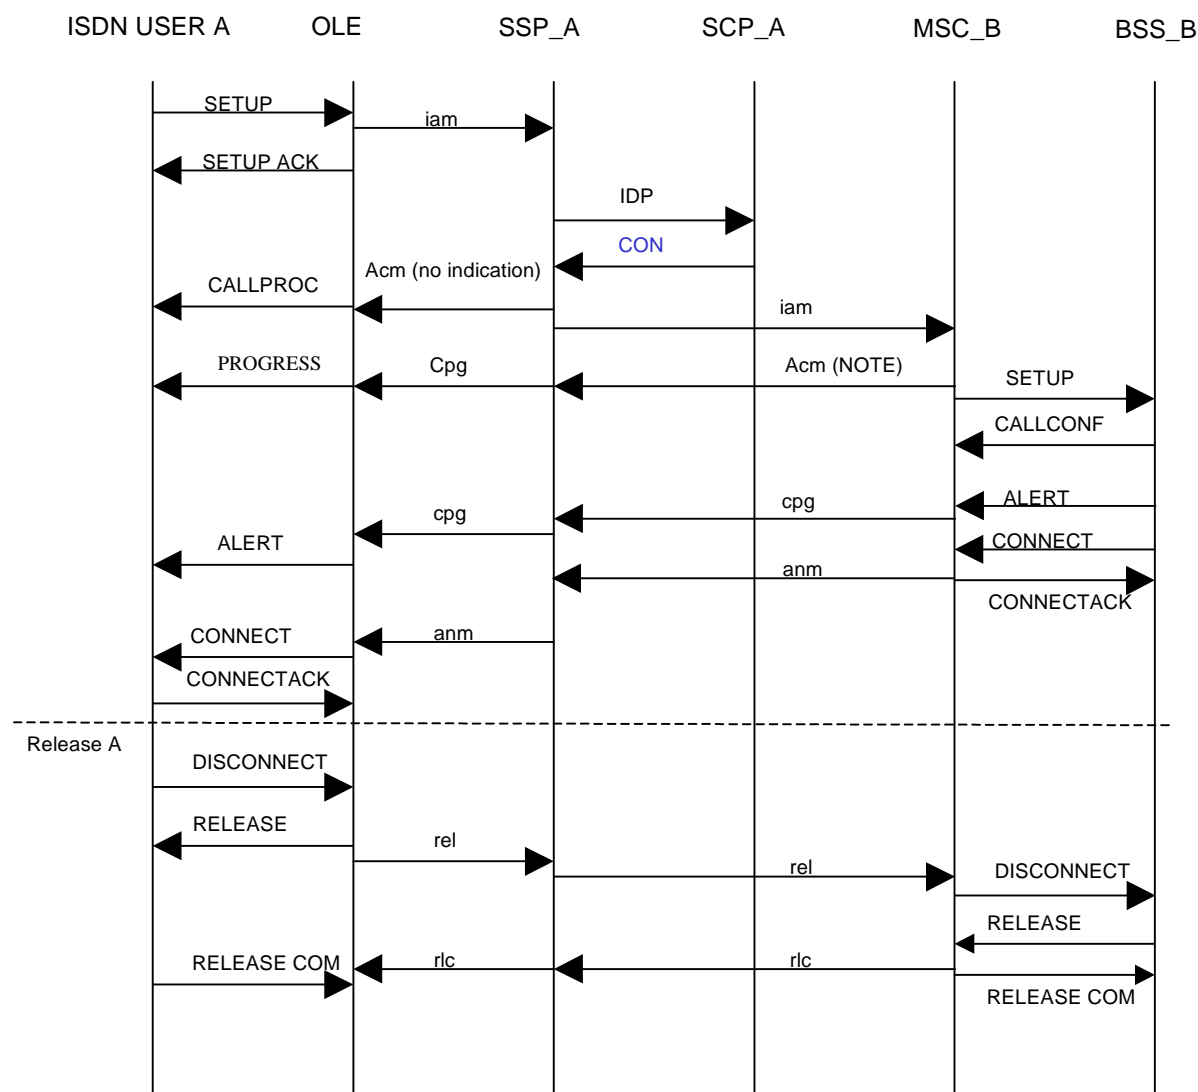 ISDN USER A OLE SSP_A SCP_A MSC_B BSS_B
SETUP
iam
SETUP ACK
IDP
CON
Acm (no indication)
CALLPROC
iam
PROGRESS Cpg Acm (NOTE)
SETUP
CALLCONF
ALERT
cpg
cpg
ALERT
CONNECT
anm
CONNECTACK
CONNECT anm
CONNECTACK
Release A
DISCONNECT
RELEASE
rel
rel
DISCONNECT
RELEASE
RELEASE COM rlc rlc
RELEASE COM